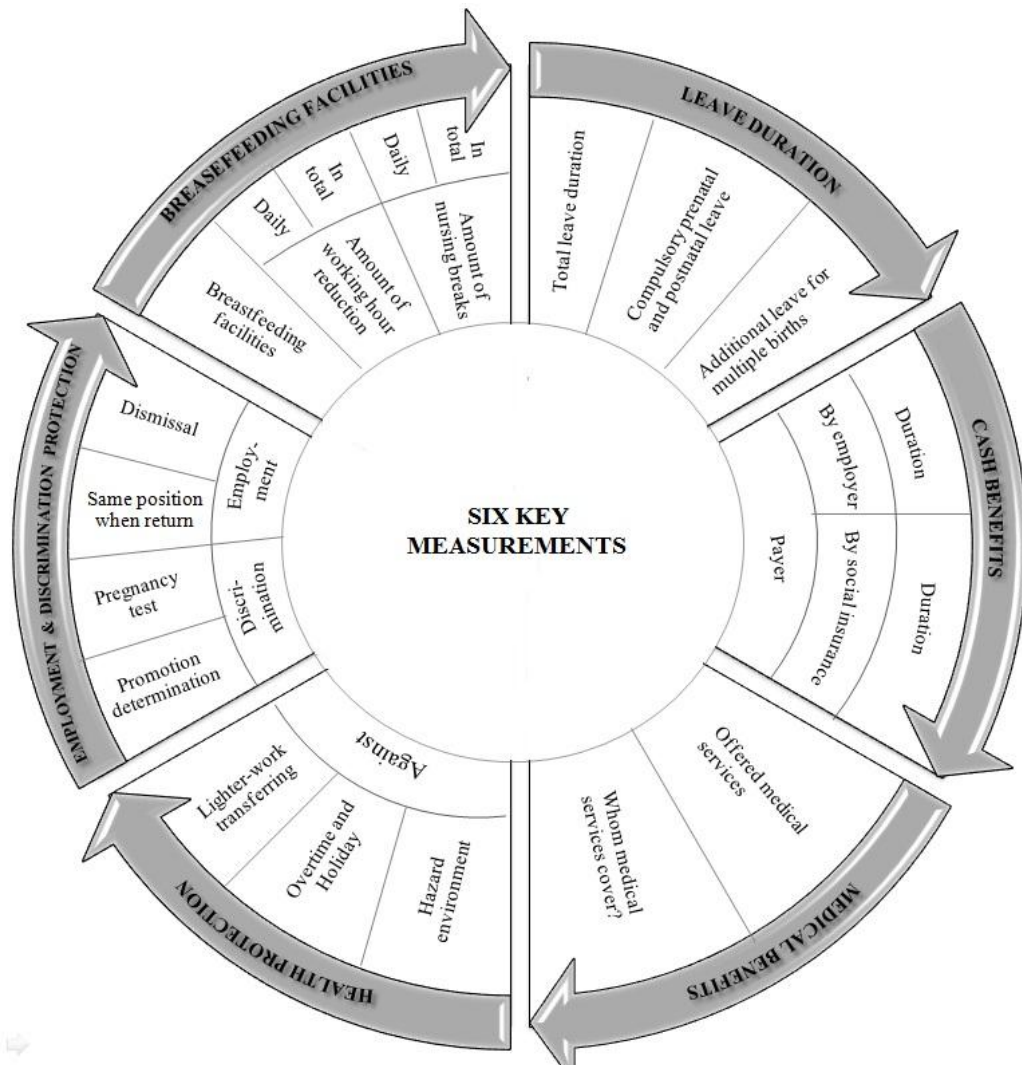 SIX KEY
MEASUREMENTS
LEAVE DURATION
Total leave duration
Compulsory prenatal
and postnatal leave
Additional leave for
multiple births
CASH BENEFITS
Payer
By employer
Duration
By social insurance
Duration
MEDICAL BENEFITS
Offered medical
services
Whom medical
services cover?
HEALTH PROTECTION
Against
Hazard
environment
Overtime and
Holiday
Lighter-work
transferring
EMPLOYMENT & DISCRIMINATION PROTECTION
Employ-
ment
Dismissal
Same position
when return
Discri-
mination
Pregnancy
test
Promotion
determination
BREASEFEEDING FACILITIES
Breastfeeding
facilities
Amount of
working hour
reduction
Daily
In
total
Amount of
nursing breaks
Daily
In
total